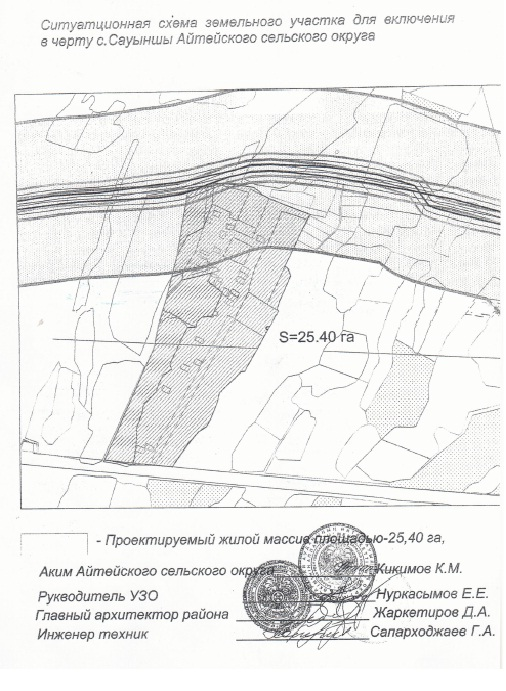 Ситуатционная схема земельного участка для включения
в черту с.Сауыншы Айтейского сельского округа
S=25.40 га
- Проектируемый жилой массив площадью-25,40 га,
Аким Айтейского сельского округа Кикимов К.М.
Руководитель УЗО Нуркасымов Е.Е.
Главный архитектор района Жаркетиров Д.А.
Инженер техник Сапарходжаев Г.А.